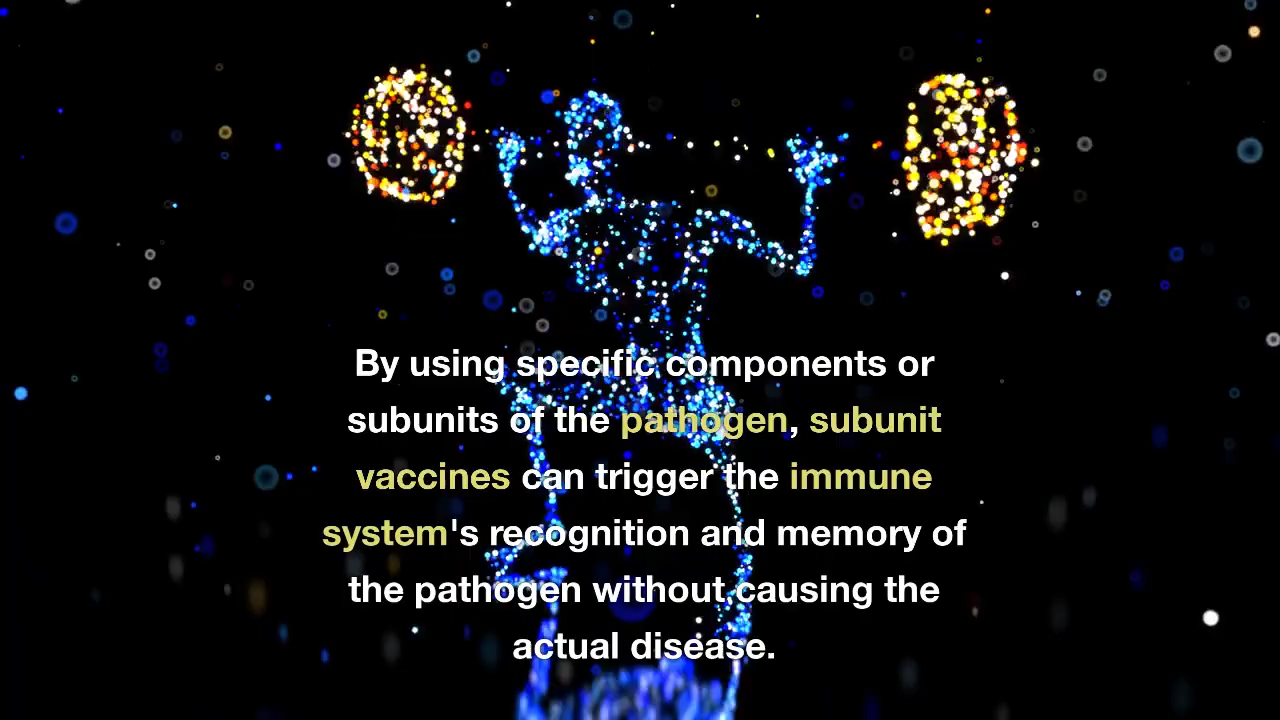 By using specific components or
subunits of the pathogen, subunit
vaccines can trigger the immune
system's recognition and memory of
the pathogen without causing the
actual disease.